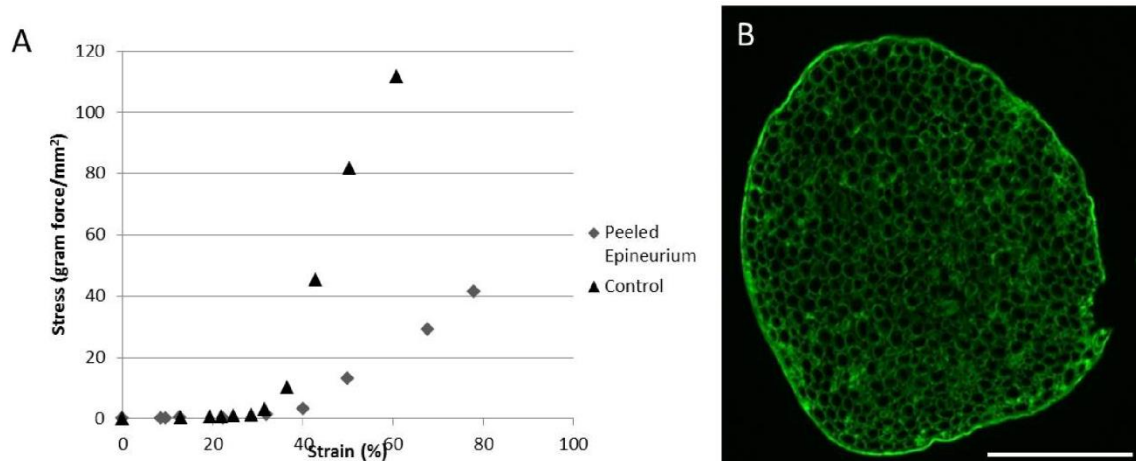 A
B
120
100
80
60
40
20
0
Stress (gram force/mm²)
0 20 40 60 80 100
Strain (%)
Peeled
Epineurium
Control